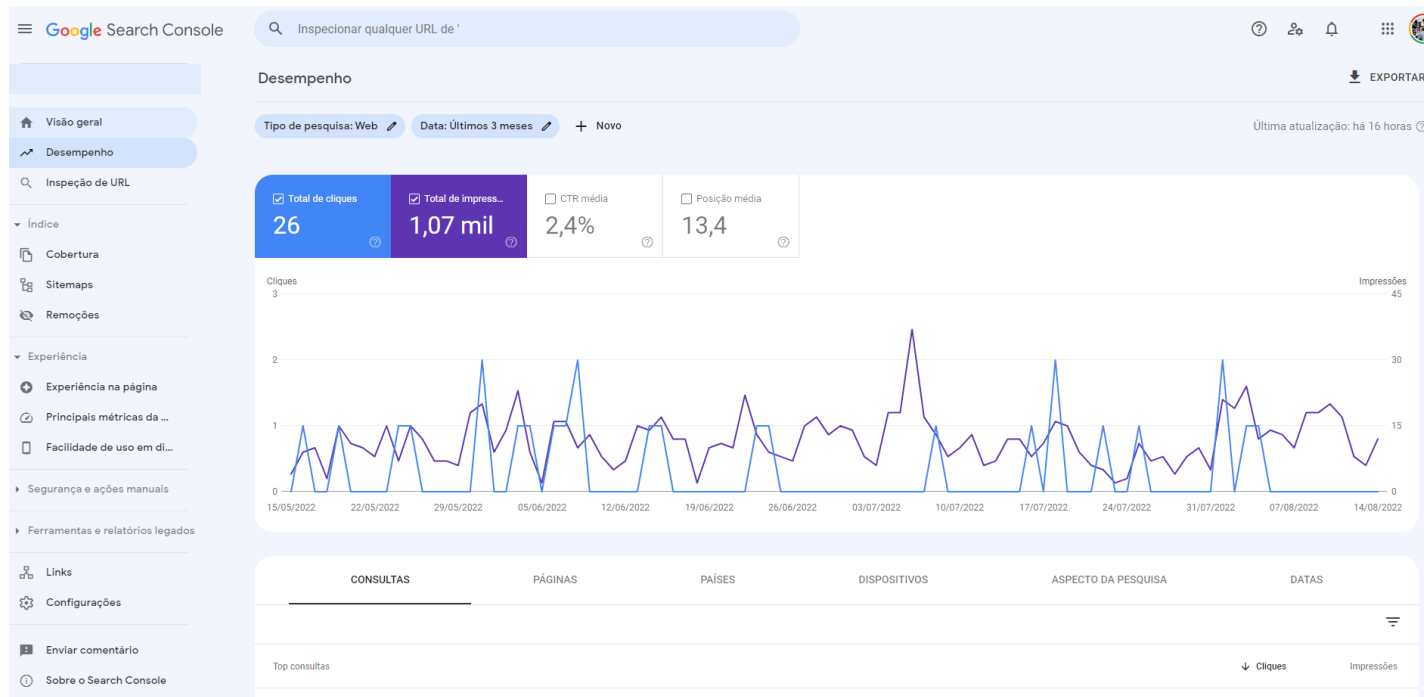 Google Search Console
Inspecionar qualquer URL de '
Desempenho
EXPORTAR
Tipo de pesquisa: Web
Data: Últimos 3 meses
+ Novo
Última atualização: há 16 horas
Visão geral
Desempenho
Inspeção de URL
Índice
Cobertura
Sitemaps
Remoções
Experiência
Experiência na página
Principais métricas da ...
Facilidade de uso em di...
Segurança e ações manuais
Ferramentas e relatórios legados
Links
Configurações
Enviar comentário
Sobre o Search Console
Total de cliques
26
Total de impress...
1,07 mil
CTR média
2,4%
Posição média
13,4
Cliques
Impressões
3
45
2
30
1
15
0
0
15/05/2022 22/05/2022 29/05/2022 05/06/2022 12/06/2022 19/06/2022 26/06/2022 03/07/2022 10/07/2022 17/07/2022 24/07/2022 31/07/2022 07/08/2022 14/08/2022
CONSULTAS PÁGINAS PAÍSES DISPOSITIVOS ASPECTO DA PESQUISA DATAS
Top consultas Cliques Impressões